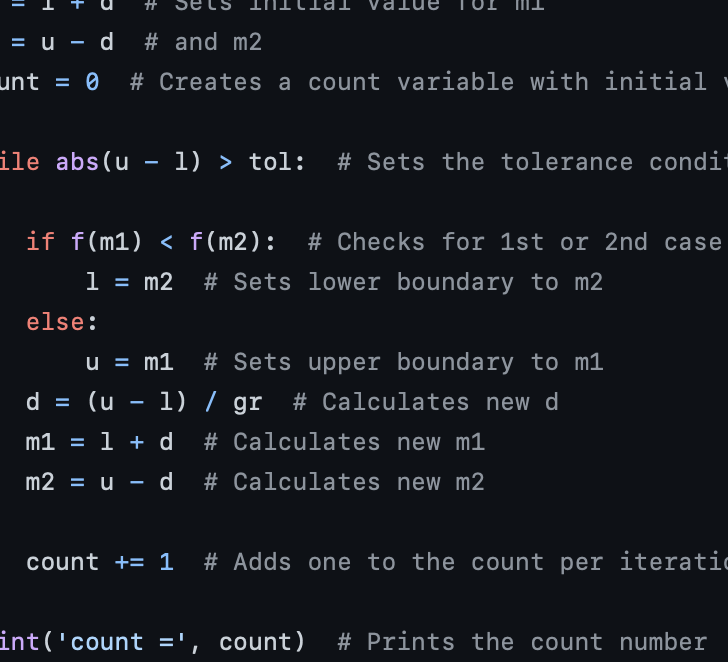 = l + d  # Sets initial value for m1
= u - d  # and m2
unt = 0  # Creates a count variable with initial
ile abs(u - l) > tol:  # Sets the tolerance condit
if f(m1) < f(m2):  # Checks for 1st or 2nd case
l = m2  # Sets lower boundary to m2
else:
u = m1  # Sets upper boundary to m1
d = (u - l) / gr  # Calculates new d
m1 = l + d  # Calculates new m1
m2 = u - d  # Calculates new m2
count += 1  # Adds one to the count per iteratio
int('count =', count)  # Prints the count number